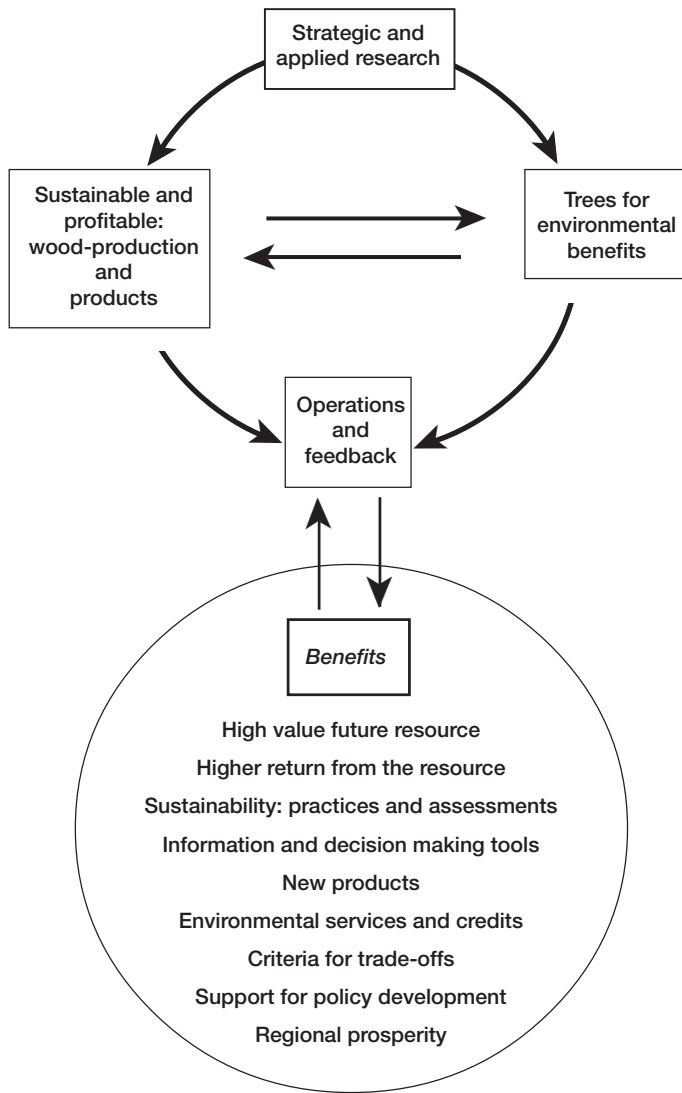 Strategic and
applied research
Sustainable and
profitable:
wood-production
and
products
Trees for
environmental
benefits
Operations
and
feedback
Benefits
High value future resource
Higher return from the resource
Sustainability: practices and assessments
Information and decision making tools
New products
Environmental services and credits
Criteria for trade-offs
Support for policy development
Regional prosperity